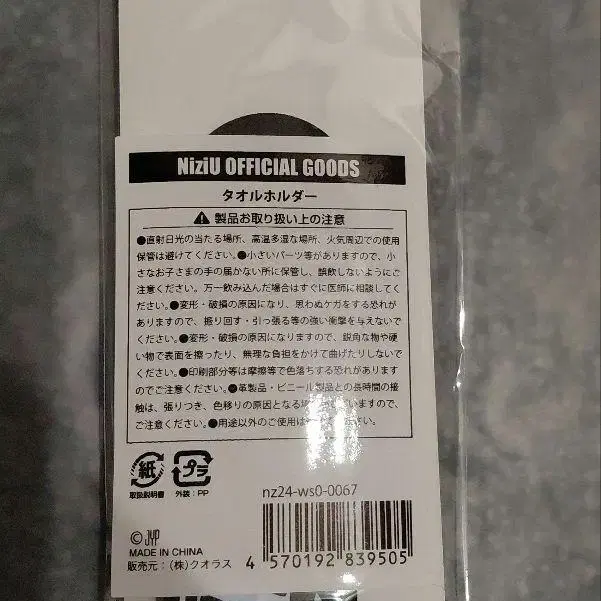 NiziU OFFICIAL GOODS
タオルホルダー
製品お取り扱い上の注意
●直射日光の当たる場所、高温多湿な場所、火気周辺での使用
保管は避けてください。●小さいパーツ等がありますので、小
さなお子さまの手の届かない所に保管し、誤飲しないようにご
注意ください。万一飲み込んだ場合はすぐに医師に相談してく
ださい。●変形・破損の原因になり、思わぬケガをする恐れが
ありますので、振り回す・引っ張る等の強い衝撃を与えないで
ください。●変形・破損の原因になりますので、鋭角な物や硬
い物で表面を擦ったり、無理な負担をかけて曲げたりしないで
ください。●印刷部分等は摩擦等で色落ちする恐れがあります
のでご注意ください。●革製品・ビニール製品との長時間の接
触は、張りつき、色移りの原因となる場合がございますので、
ご注意ください。●用途以外のご使用はおやめください。
紙
プラ
取扱説明書
外装:PP
nz24-ws0-0067
© JYP
MADE IN CHINA
販売元:(株)クオラス
4 570192 839505